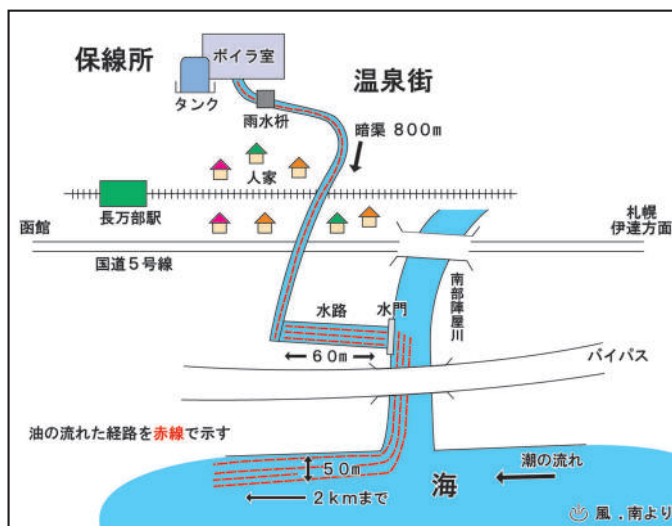 保線所
ボイラ室
タンク
雨水枡
温泉街
暗渠 800m
人家
長万部駅
函館
札幌
伊達方面
国道5号線
水路
水門
南部陣屋川
60m
バイパス
油の流れた経路を赤線で示す
50m
2kmまで
海
潮の流れ
風．南より